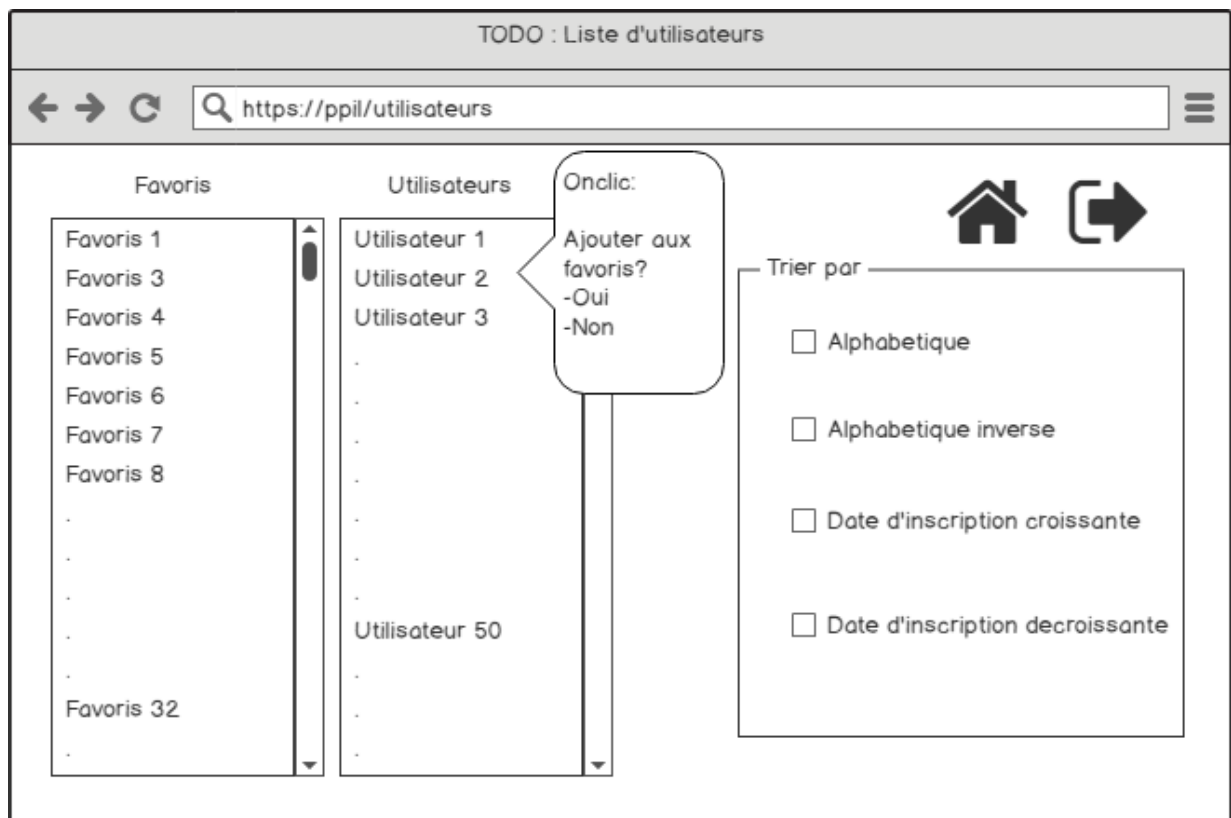 TODO : Liste d'utilisateurs
https://ppil/utilisateurs
Favoris
Favoris 1
Favoris 3
Favoris 4
Favoris 5
Favoris 6
Favoris 7
Favoris 8
.
.
.
.
.
Favoris 32
.
Utilisateurs
Utilisateur 1
Utilisateur 2
Utilisateur 3
.
.
.
.
.
.
.
Utilisateur 50
.
.
.
Onclic:
Ajouter aux
favoris?
-Oui
-Non
Trier par
Alphabetique
Alphabetique inverse
Date d'inscription croissante
Date d'inscription decroissante